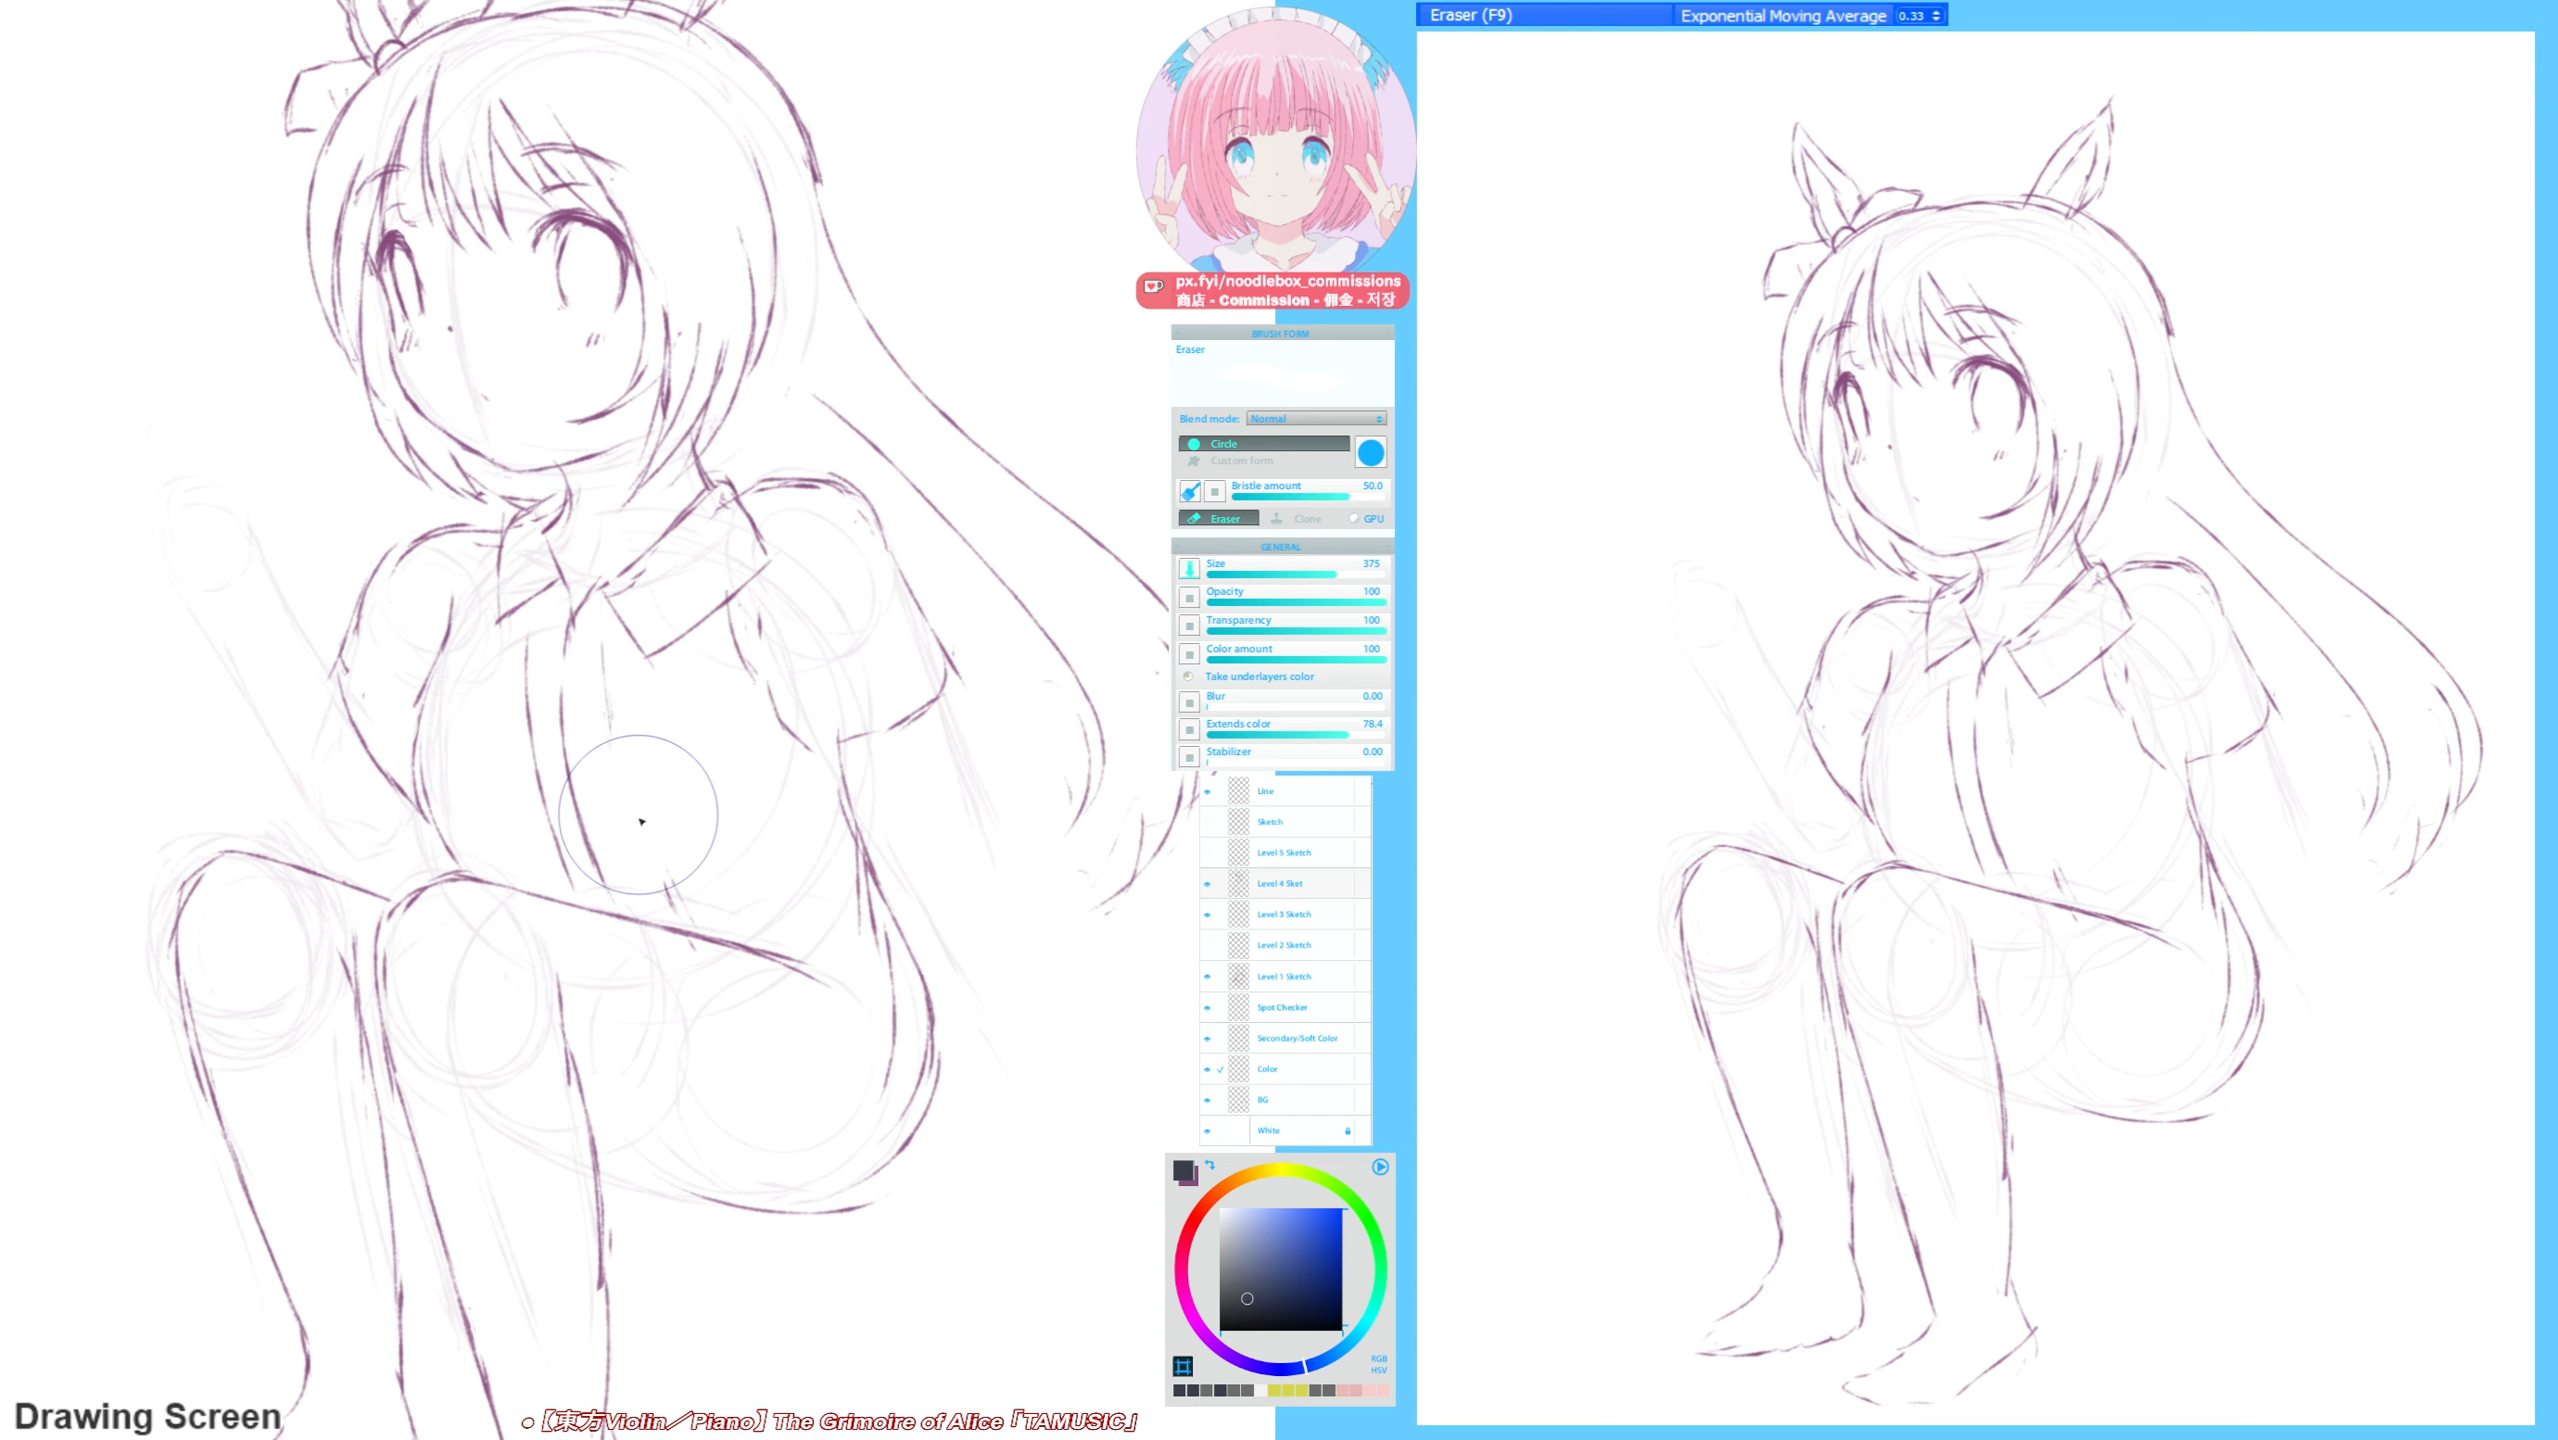 Eraser (F9)
Exponential Moving Average 0.33
px.fyi/noodlebox_commissions
商店 - Commission - 佣金 - 저장
BRUSH FORM
Eraser
Blend mode: Normal
Circle
Custom form
Bristle amount 50.0
Eraser Clone GPU
GENERAL
Size 375
Opacity 100
Transparency 100
Color amount 100
Take underlayers color
Blur 0.00
Extends color 78.4
Stabilizer 0.00
Line
Sketch
Level 5 Sketch
Level 4 Sket
Level 3 Sketch
Level 2 Sketch
Level 1 Sketch
Spot Checker
Secondary/Soft Color
Color
BG
White
RGB
HSV
Drawing Screen
• 【東方Violin／Piano】The Grimoire of Alice「TAMUSIC」